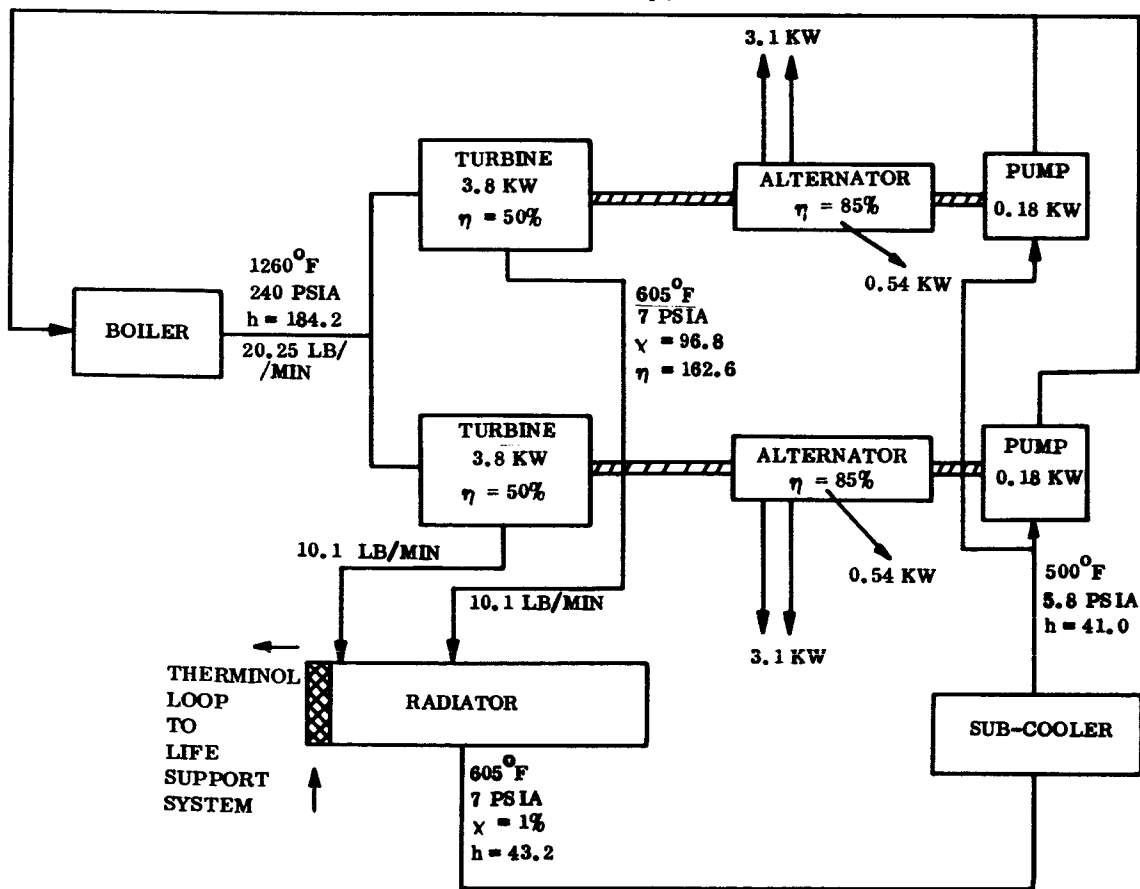 3.1 KW
TURBINE
3.8 KW
η = 50%
ALTERNATOR
η = 85%
PUMP
0.18 KW
0.54 KW
1260°F
240 PSIA
h = 184.2
20.25 LB/
/MIN
BOILER
605°F
7 PSIA
χ = 96.8
η = 162.6
TURBINE
3.8 KW
η = 50%
ALTERNATOR
η = 85%
PUMP
0.18 KW
10.1 LB/MIN
0.54 KW
500°F
5.8 PSIA
h = 41.0
10.1 LB/MIN
3.1 KW
THERMINOL
LOOP
TO
LIFE
SUPPORT
SYSTEM
RADIATOR
SUB-COOLER
605°F
7 PSIA
χ = 1%
h = 43.2